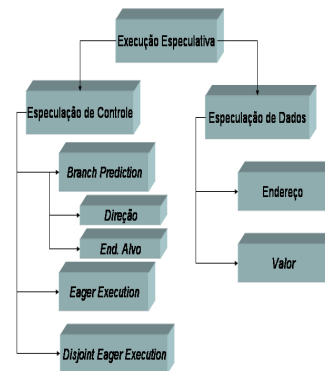 Execução Especulativa
Especulação de Controle
Especulação de Dados
Branch Prediction
Direção
End. Alvo
Eager Execution
Disjoint Eager Execution
Endereço
Valor